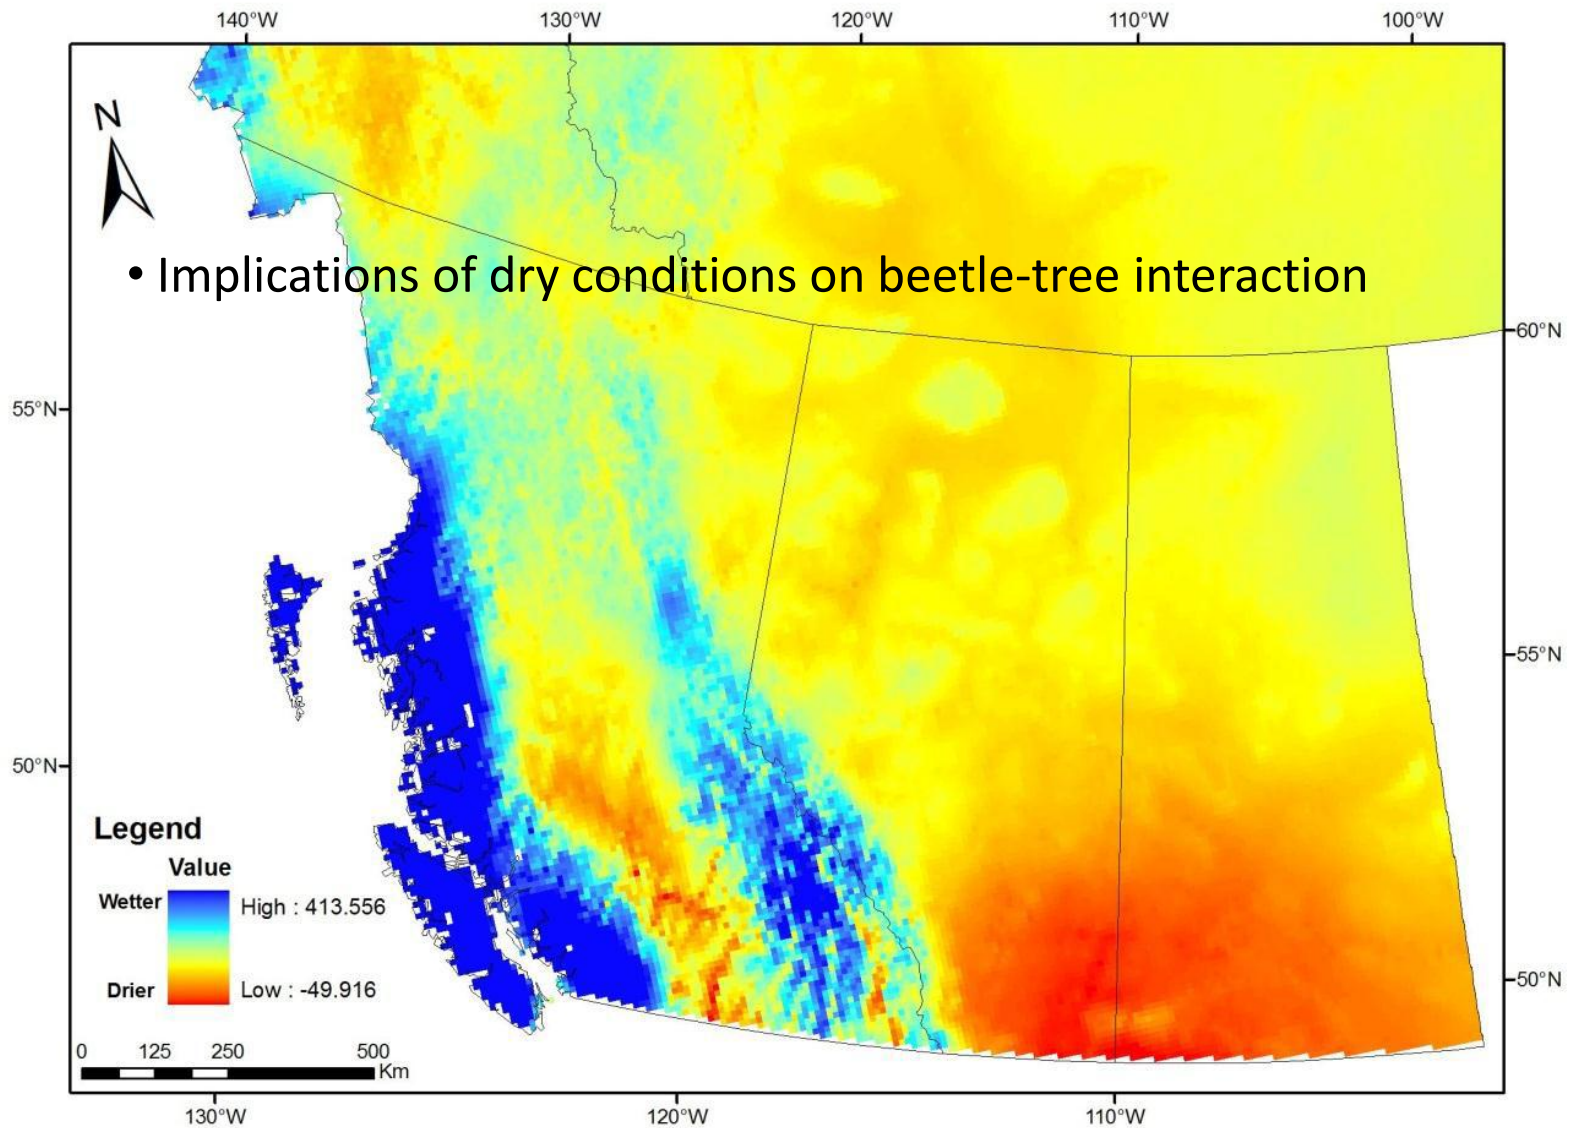 140°W 130°W 120°W 110°W 100°W
N
• Implications of dry conditions on beetle-tree interaction
60°N
55°N
55°N
50°N
Legend
Value
Wetter High : 413.556
Drier Low : -49.916
50°N
0 125 250 500
Km
130°W 120°W 110°W